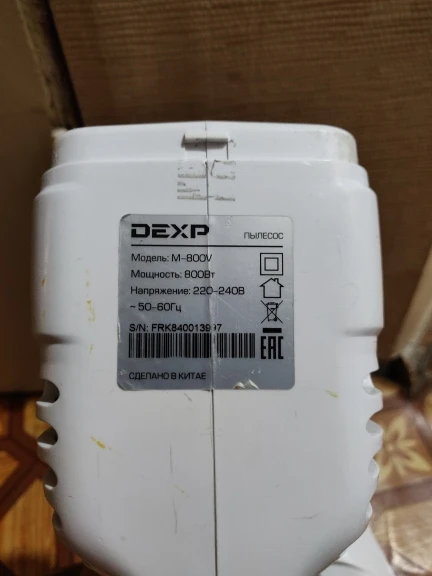 DEXP
ПЫЛЕСОС
Модель: M-800V
Мощность: 800Вт
Напряжение: 220-240В
~ 50-60Гц
S/N:
EAC
СДЕЛАНО В КИТАЕ